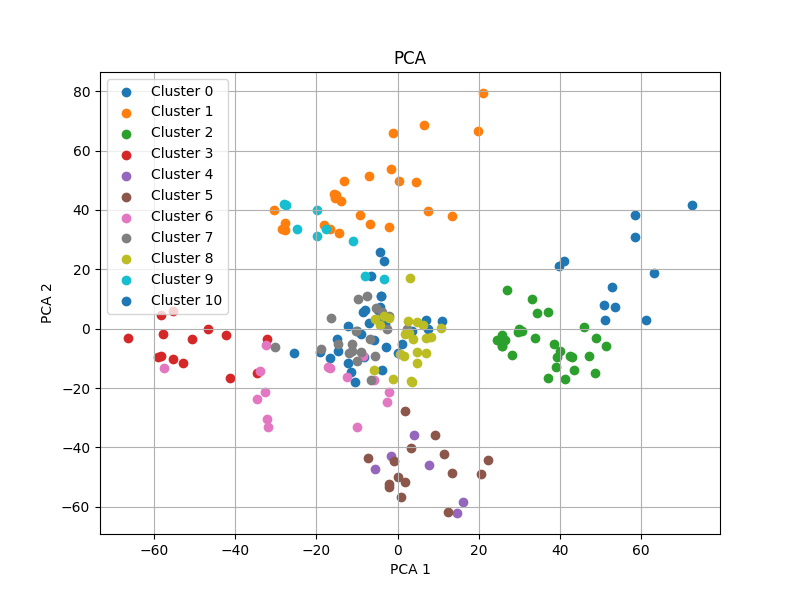 PCA
Cluster 0
Cluster 1
Cluster 2
Cluster 3
Cluster 4
Cluster 5
Cluster 6
Cluster 7
Cluster 8
Cluster 9
Cluster 10
80
60
40
20
0
−20
−40
−60
PCA 2
−60 −40 −20 0 20 40 60
PCA 1